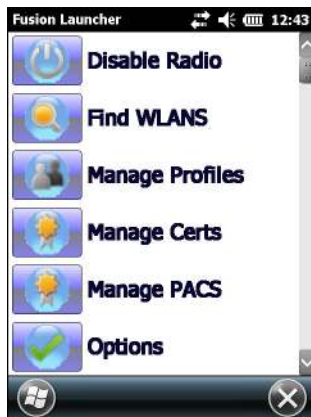 Fusion Launcher 12:43
Disable Radio
Find WLANS
Manage Profiles
Manage Certs
Manage PACS
Options